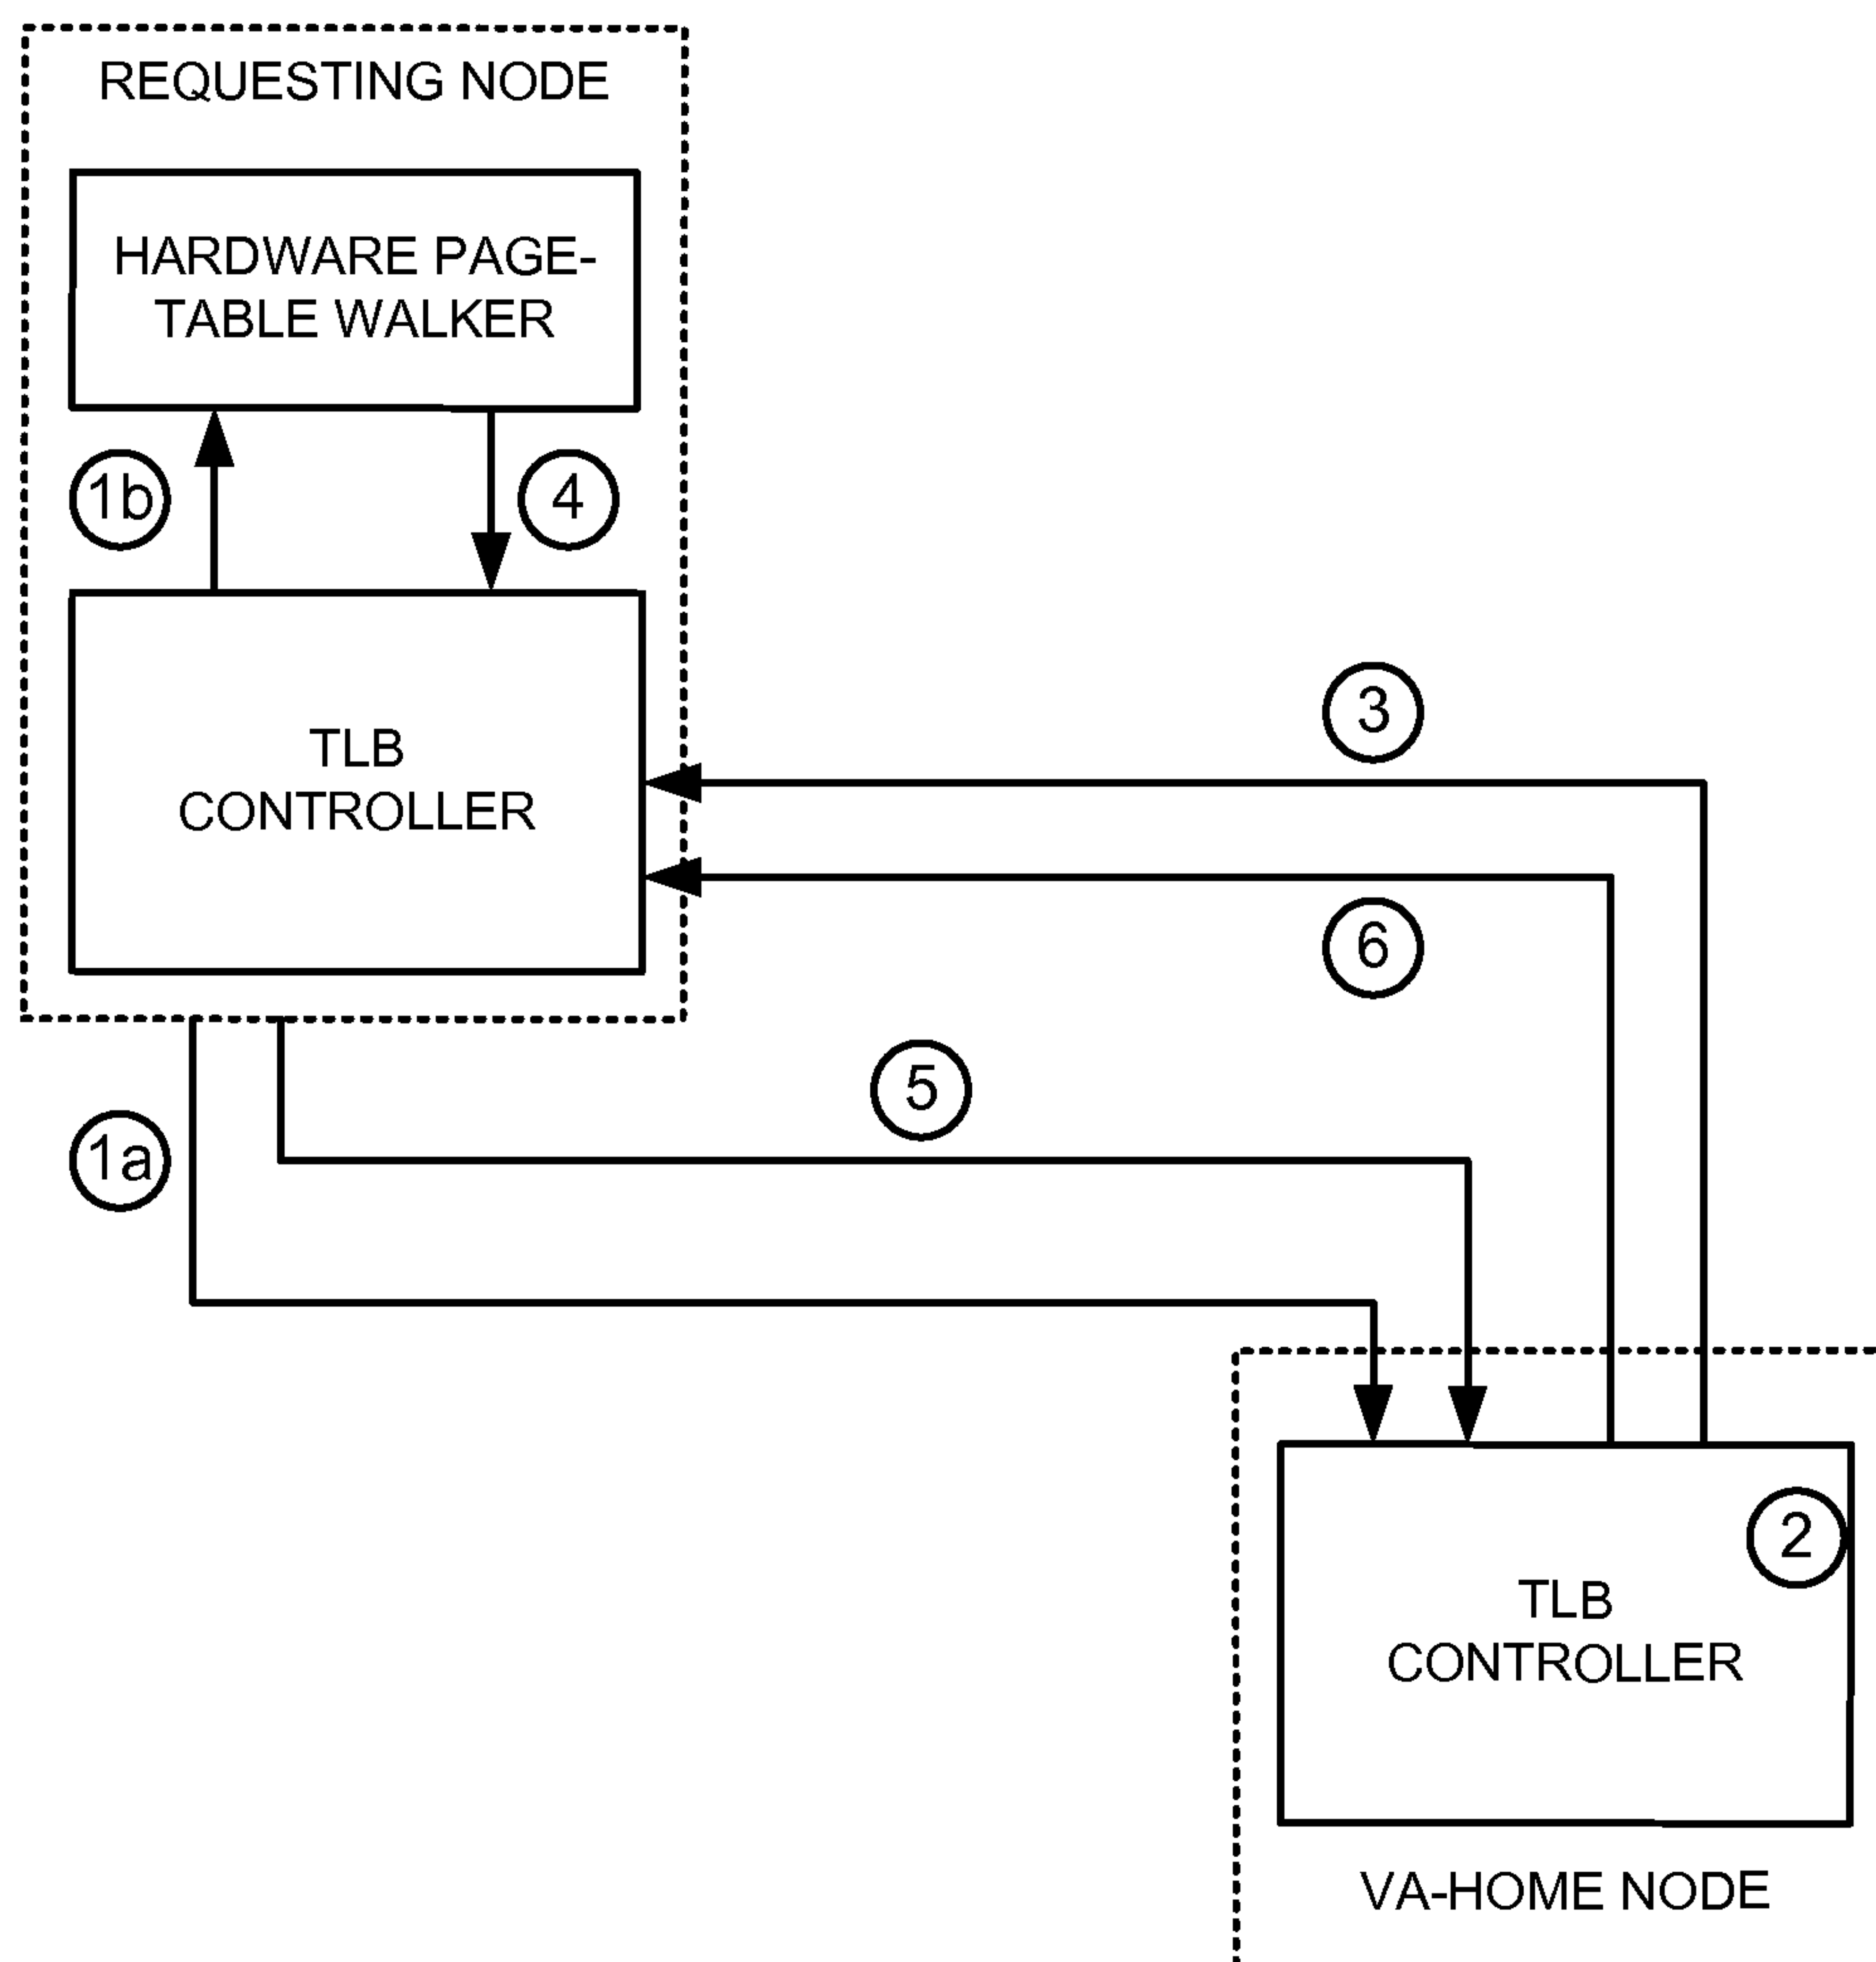 REQUESTING NODE
HARDWARE PAGE-
TABLE WALKER
1b
4
TLB
CONTROLLER
3
6
5
1a
2
TLB
CONTROLLER
VA-HOME NODE